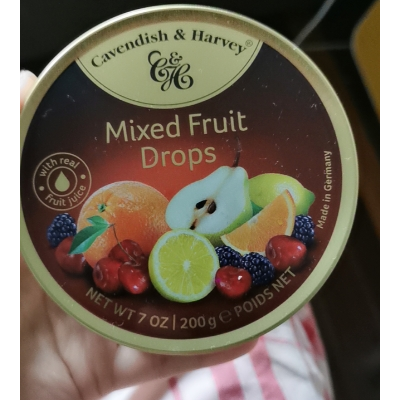 Cavendish & Harvey®
C&H
Mixed Fruit
Drops
with real
fruit juice
Made in Germany
NET WT 7 OZ | 200g ℮ POIDS NET